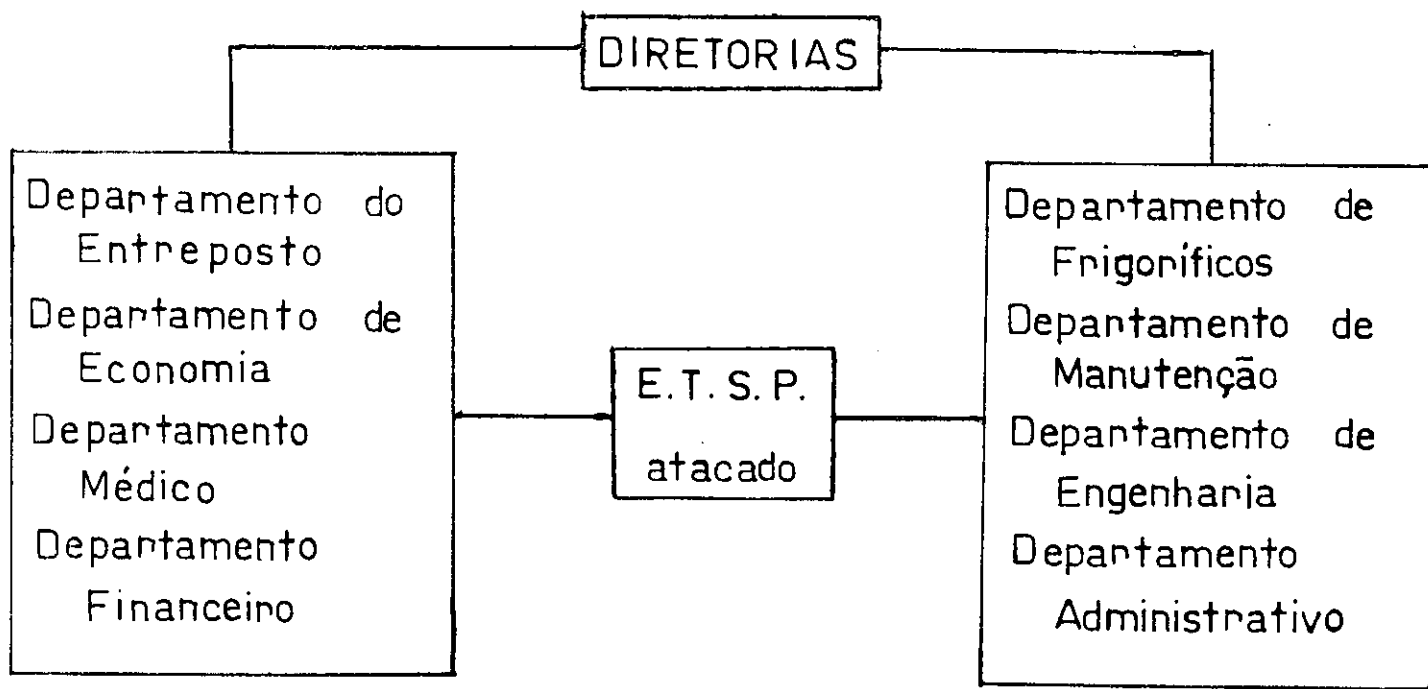 DIRETORIAS
Departamento do
Entreposto
Departamento de
Economia
Departamento
Médico
Departamento
Financeiro
E.T.S.P.
atacado
Departamento de
Frigoríficos
Departamento de
Manutenção
Departamento de
Engenharia
Departamento
Administrativo